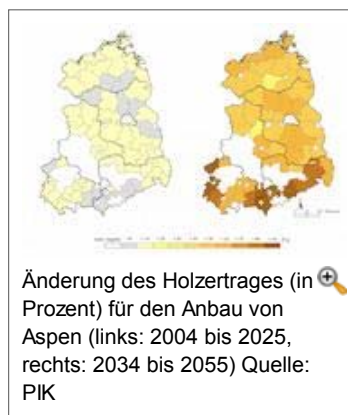 Änderung des Holzertrages (in
Prozent) für den Anbau von
Aspen (links: 2004 bis 2025,
rechts: 2034 bis 2055) Quelle:
PIK